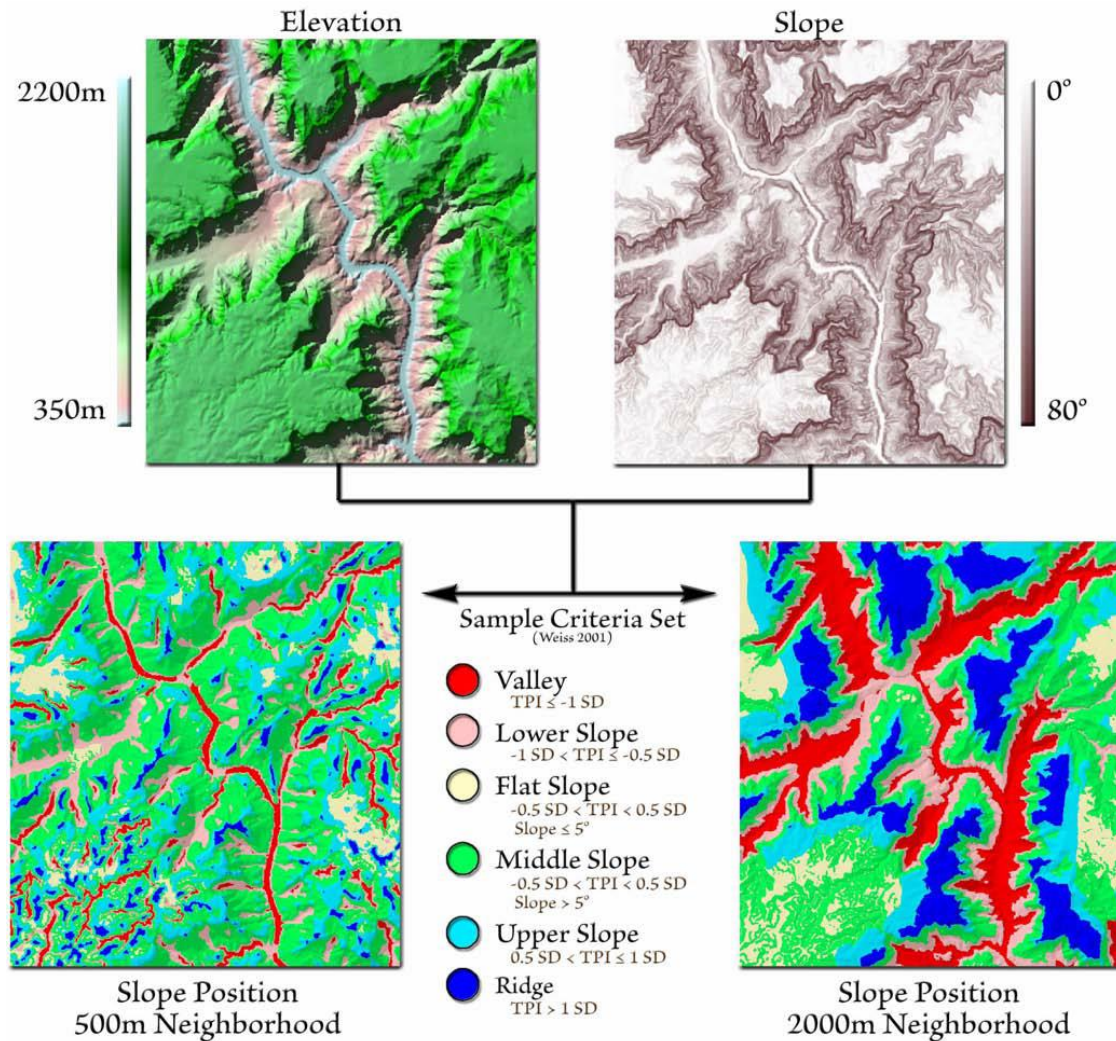 Elevation
Slope
2200m
350m
0°
80°
Sample Criteria Set
(Weiss 2001)
Valley
TPI ≤ -1 SD
Lower Slope
-1 SD < TPI ≤ -0.5 SD
Flat Slope
-0.5 SD < TPI < 0.5 SD
Slope ≤ 5°
Middle Slope
-0.5 SD < TPI < 0.5 SD
Slope > 5°
Upper Slope
0.5 SD < TPI ≤ 1 SD
Ridge
TPI > 1 SD
Slope Position
500m Neighborhood
Slope Position
2000m Neighborhood